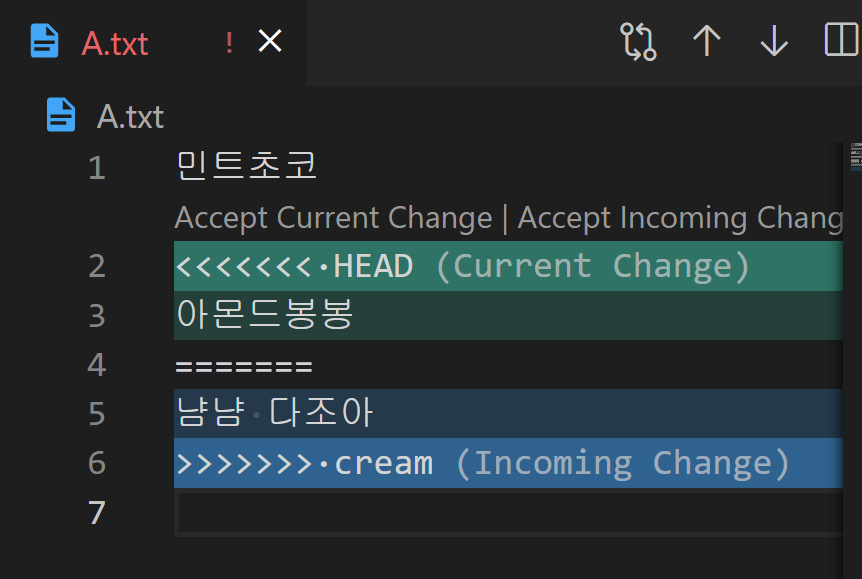 A.txt ! ×
A.txt
1 민트초코
Accept Current Change | Accept Incoming Chang
2 <<<<<<< HEAD (Current Change)
3 아몬드봉봉
4 =======
5 냠냠 다조아
6 >>>>>>> cream (Incoming Change)
7